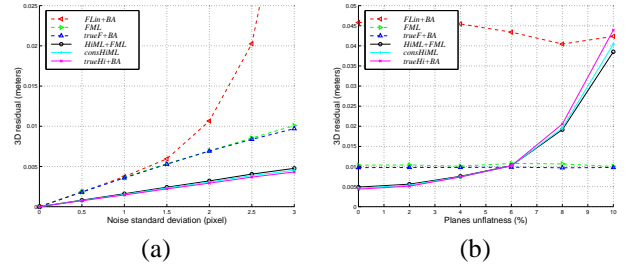 0.025
0.02
0.015
0.01
0.005
0
3D residual (meters)
FLin+BA
FML
trueF+BA
HiML+FML
consHiML
trueHi+BA
0 0.5 1 1.5 2 2.5 3
Noise standard deviation (pixel)
(a)
0.05
0.045
0.04
0.035
0.03
0.025
0.02
0.015
0.01
0.005
0
3D residual (meters)
FLin+BA
FML
trueF+BA
HiML+FML
consHiML
trueHi+BA
0 2 4 6 8 10
Planes unflatness (%)
(b)